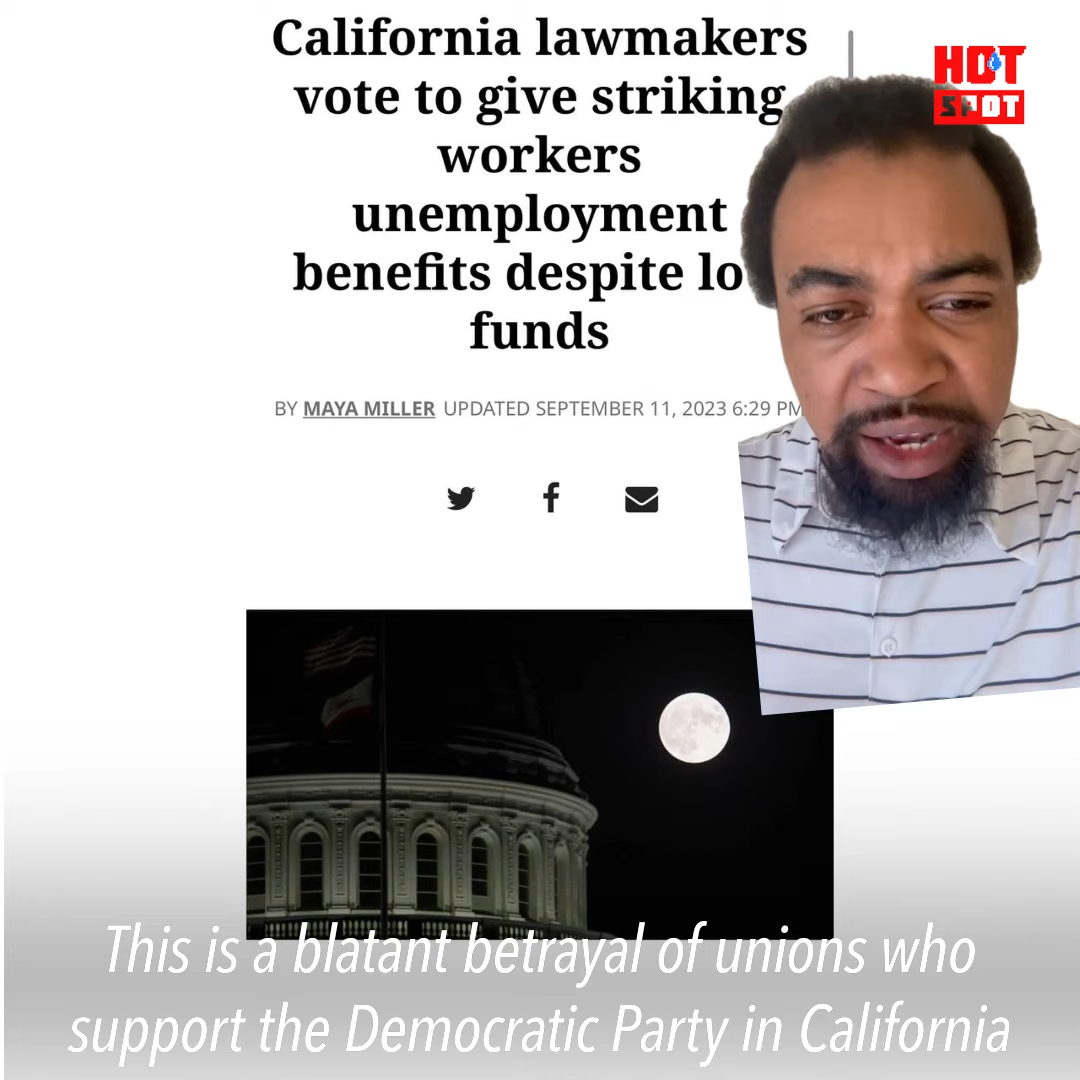 California lawmakers
vote to give striking
workers
unemployment
benefits despite lo
funds
HOT
SPOT
BY MAYA MILLER UPDATED SEPTEMBER 11, 2023 6:29 PM
This is a blatant betrayal of unions who
support the Democratic Party in California